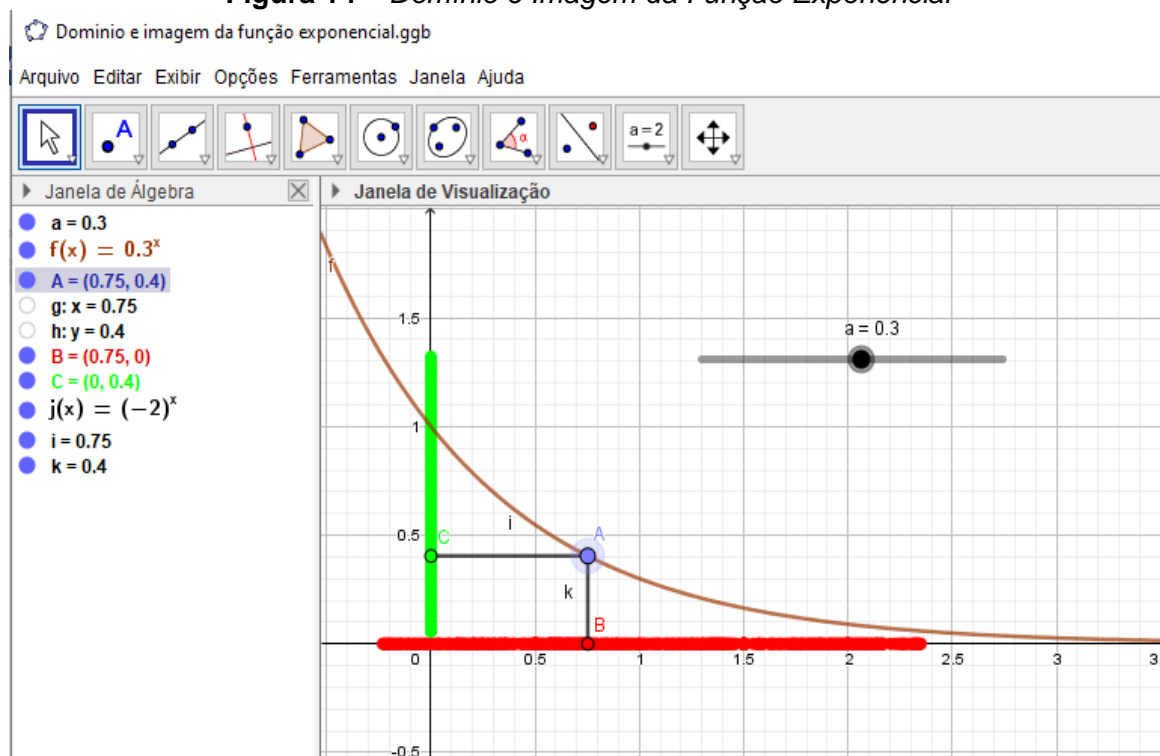 Figura 14 – Domínio e Imagem da Função Exponencial
Dominio e imagem da função exponencial.ggb
Arquivo Editar Exibir Opções Ferramentas Janela Ajuda
A
α
a=2
Janela de Álgebra
Janela de Visualização
a = 0.3
f(x) = 0.3ˣ
A = (0.75, 0.4)
g: x = 0.75
h: y = 0.4
B = (0.75, 0)
C = (0, 0.4)
j(x) = (−2)ˣ
i = 0.75
k = 0.4
f
1.5
a = 0.3
1
i
0.5
C
A
k
B
0
0.5
1
1.5
2
2.5
3
3
-0.5